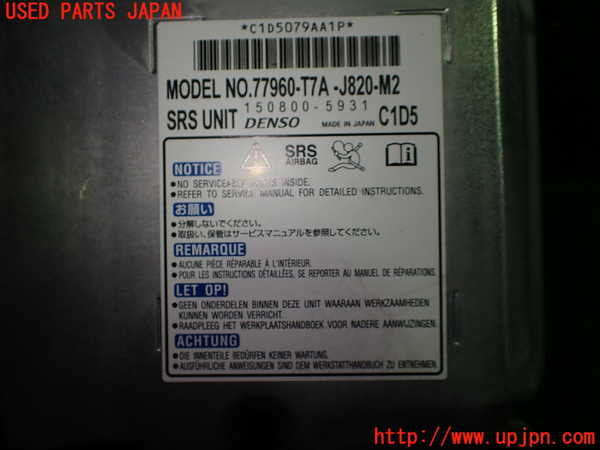 USED PARTS JAPAN
*C1D5079AA1P*
MODEL NO.77960-T7A -J820-M2
150800-5931
SRS UNIT DENSO MADE IN JAPAN C1D5
NOTICE
SRS
AIRBAG
i
●NO SERVICEABLE PARTS INSIDE.
●REFER TO SERVICE MANUAL FOR DETAILED INSTRUCTIONS.
お願い
●分解しないでください。
●取扱い、保管はサービスマニュアルを参照してください。
REMARQUE
●AUCUNE PIÈCE RÉPARABLE À L'INTÉRIEUR.
●POUR LES INSTRUCTIONS DÉTAILLÉES, SE REPORTER AU MANUEL DE RÉPARATIONS.
LET OP!
●GEEN ONDERDELEN BINNEN DEZE UNIT WAARAAN WERKZAAMHEDEN
KUNNEN WORDEN VERRICHT.
●RAADPLEEG HET WERKPLAATSHANDBOEK VOOR NADERE AANWIJZINGEN.
ACHTUNG
●DIE INNENTEILE BEDÜRFEN KEINER WARTUNG.
●AUSFÜHRLICHE ANWEISUNGEN SIND DEM WERKSTATTHANDBUCH ZU ENTNEHMEN.
http://www.upjpn.com/